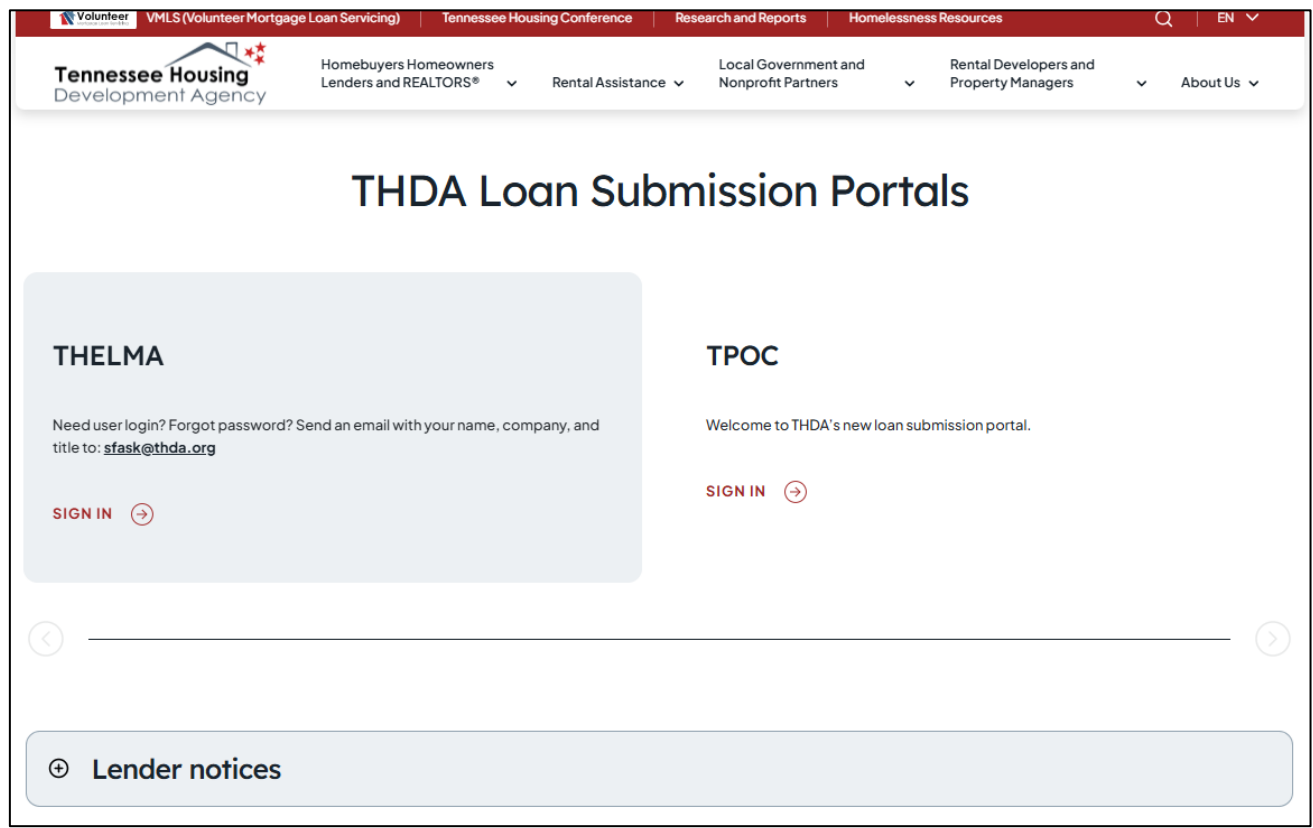 Volunteer
VMLS (Volunteer Mortgage Loan Servicing)
Tennessee Housing Conference
Research and Reports
Homelessness Resources
EN
Tennessee Housing
Development Agency
Homebuyers Homeowners
Lenders and REALTORS®
Rental Assistance
Local Government and
Nonprofit Partners
Rental Developers and
Property Managers
About Us
THDA Loan Submission Portals
THELMA
Need user login? Forgot password? Send an email with your name, company, and
title to: sfask@thda.org
SIGN IN
TPOC
Welcome to THDA's new loan submission portal.
SIGN IN
Lender notices